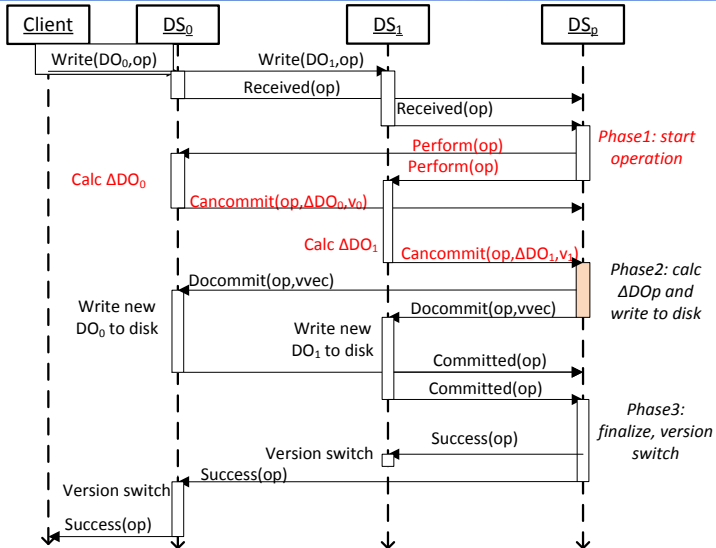 Client
DS₀
DS₁
DSₚ
Write(DO₀,op)
Write(DO₁,op)
Received(op)
Received(op)
Phase1: start
operation
Perform(op)
Perform(op)
Calc ΔDO₀
Cancommit(op,ΔDO₀,v₀)
Calc ΔDO₁
Cancommit(op,ΔDO₁,v₁)
Phase2: calc
ΔDOp and
write to disk
Docommit(op,vvec)
Docommit(op,vvec)
Write new
DO₀ to disk
Write new
DO₁ to disk
Committed(op)
Committed(op)
Phase3:
finalize, version
switch
Success(op)
Version switch
Success(op)
Version switch
Success(op)